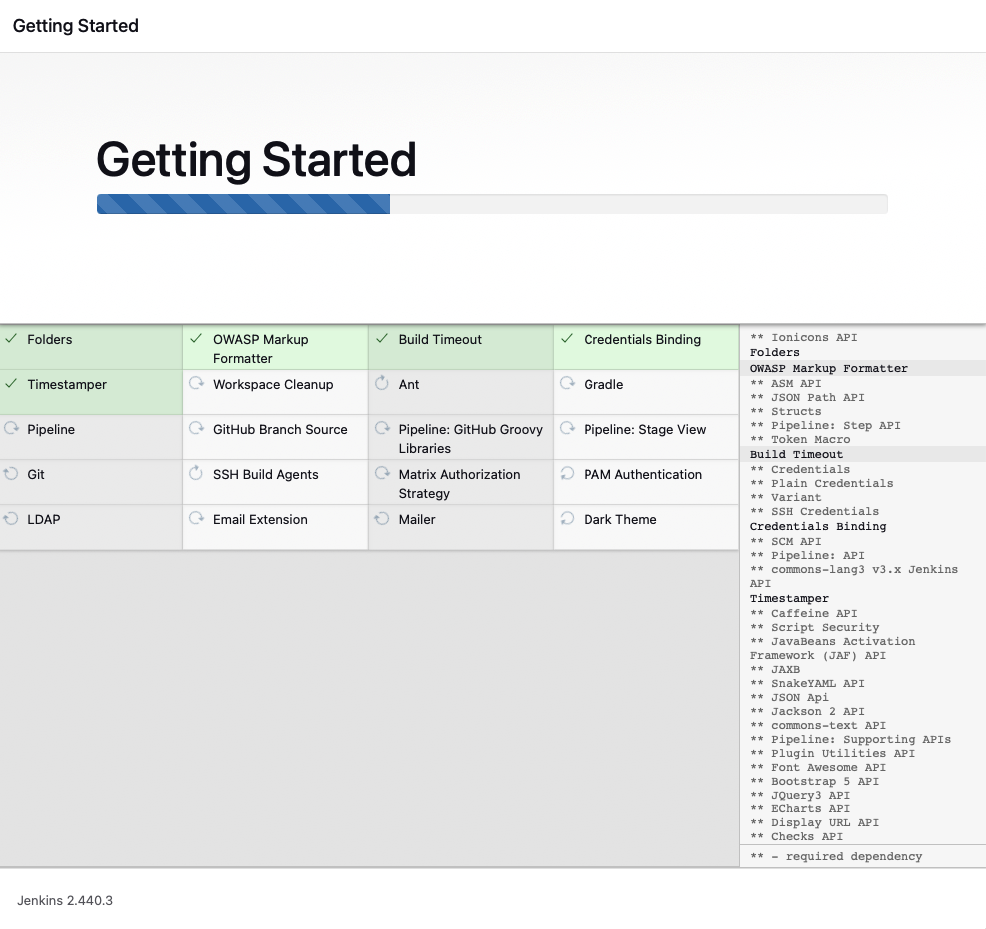 Getting Started
Getting Started
Folders
OWASP Markup
Formatter
Build Timeout
Credentials Binding
Timestamper
Workspace Cleanup
Ant
Gradle
Pipeline
GitHub Branch Source
Pipeline: GitHub Groovy
Libraries
Pipeline: Stage View
Git
SSH Build Agents
Matrix Authorization
Strategy
PAM Authentication
LDAP
Email Extension
Mailer
Dark Theme
** Ionicons API
Folders
OWASP Markup Formatter
** ASM API
** JSON Path API
** Structs
** Pipeline: Step API
** Token Macro
Build Timeout
** Credentials
** Plain Credentials
** Variant
** SSH Credentials
Credentials Binding
** SCM API
** Pipeline: API
** commons-lang3 v3.x Jenkins
API
Timestamper
** Caffeine API
** Script Security
** JavaBeans Activation
Framework (JAF) API
** JAXB
** SnakeYAML API
** JSON Api
** Jackson 2 API
** commons-text API
** Pipeline: Supporting APIs
** Plugin Utilities API
** Font Awesome API
** Bootstrap 5 API
** JQuery3 API
** ECharts API
** Display URL API
** Checks API
** - required dependency
Jenkins 2.440.3